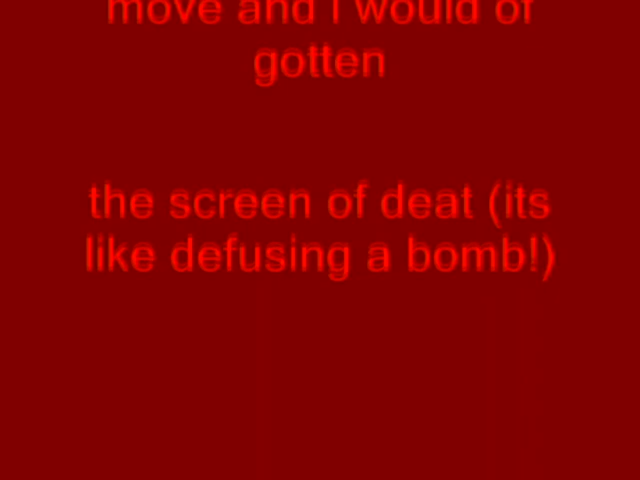 move and i would of
gotten
the screen of deat (its
like defusing a bomb!)